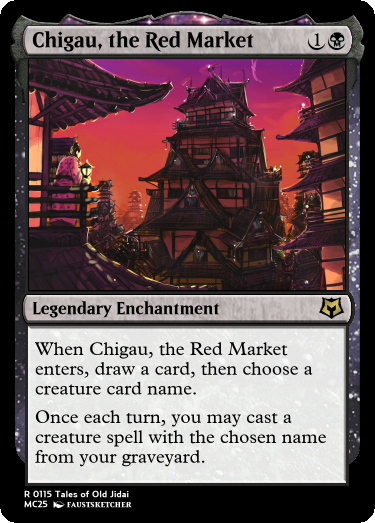 Chigau, the Red Market 1
Legendary Enchantment
When Chigau, the Red Market
enters, draw a card, then choose a
creature card name.
Once each turn, you may cast a
creature spell with the chosen name
from your graveyard.
R 0115 Tales of Old Jidai
MC25 FAUSTSKETCHER